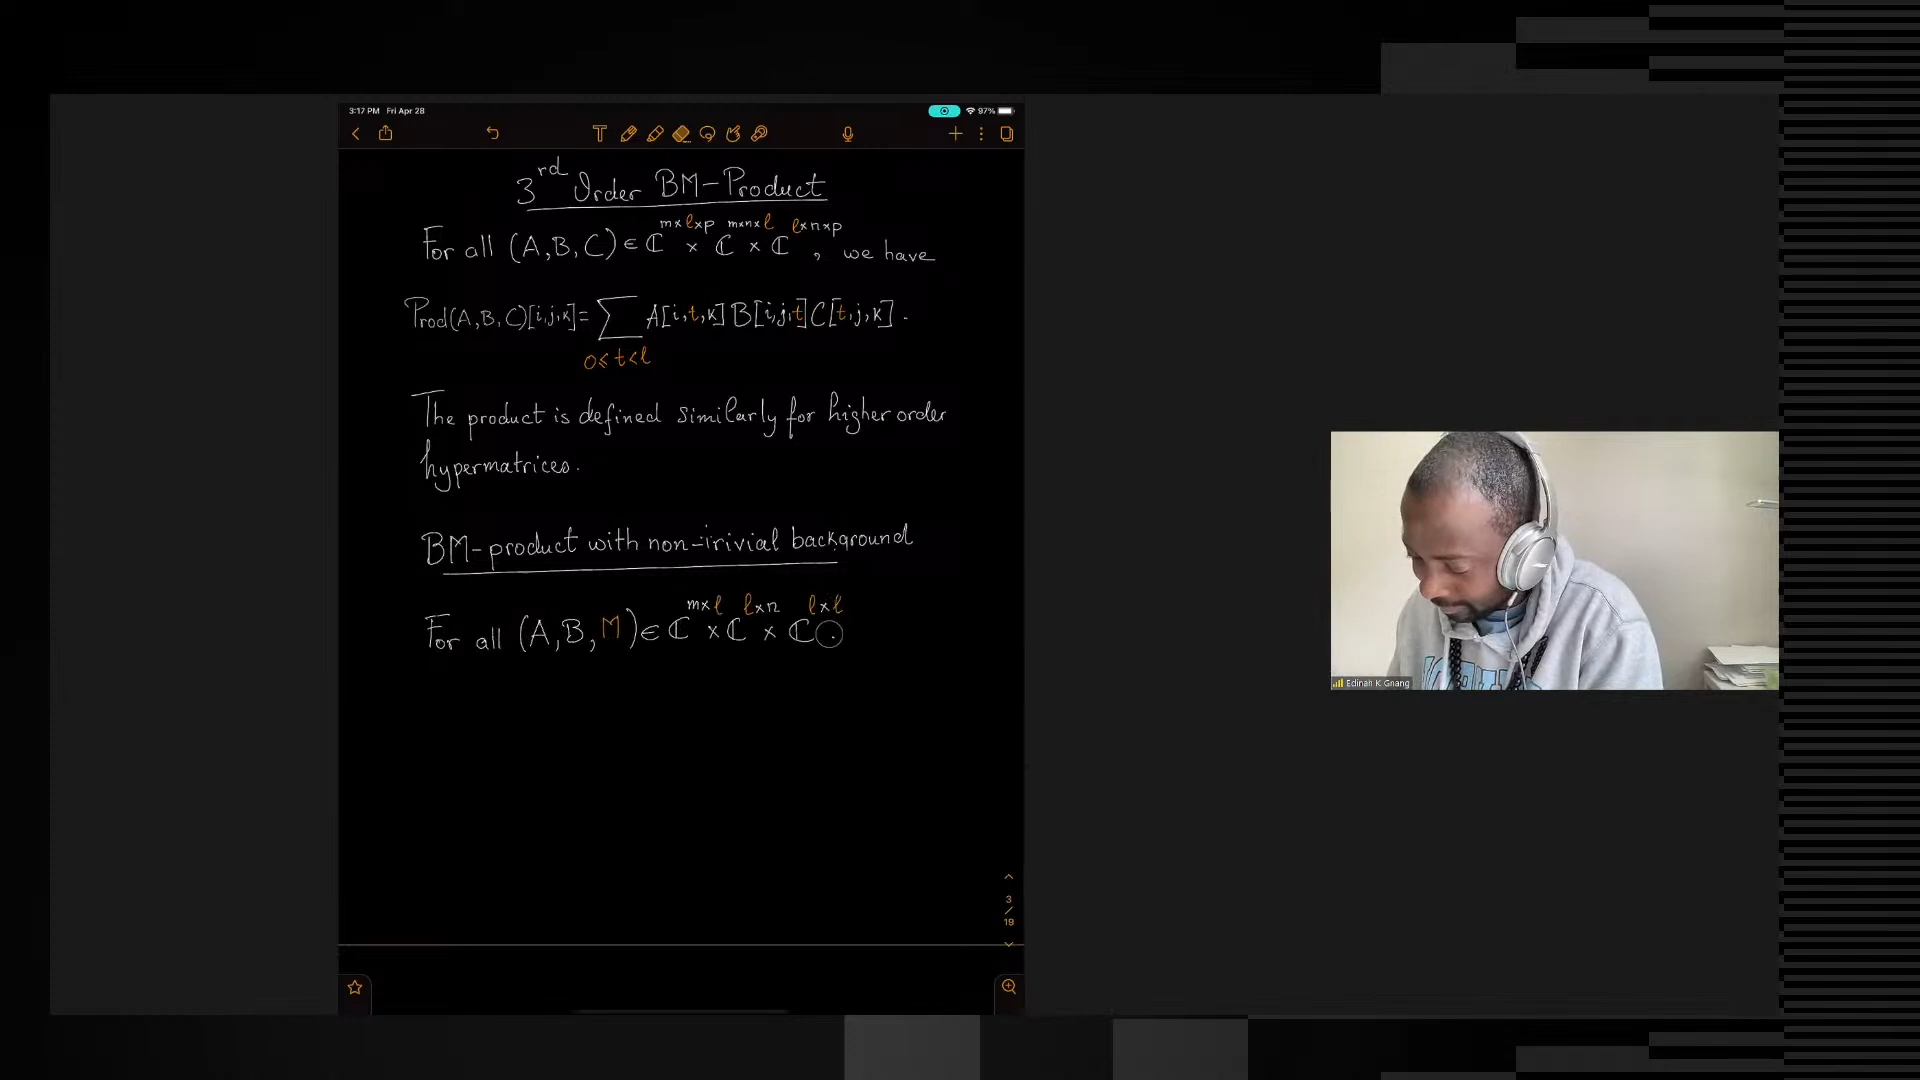 3:17 PM Fri Apr 28
97%
3rd Order BM-Product
For all (A,B,C) ∈ ℂ^{m×l×p} × ℂ^{m×n×l} × ℂ^{l×n×p}, we have
Prod(A,B,C)[i,j,k] = ∑_{0≤t<l} A[i,t,k] B[i,j,t] C[t,j,k].
The product is defined similarly for higher order
hypermatrices.
BM-product with non-trivial background
For all (A,B,M) ∈ ℂ^{m×l} × ℂ^{l×n} × ℂ^{l×l}
3
/
19
Edinah K Gnang